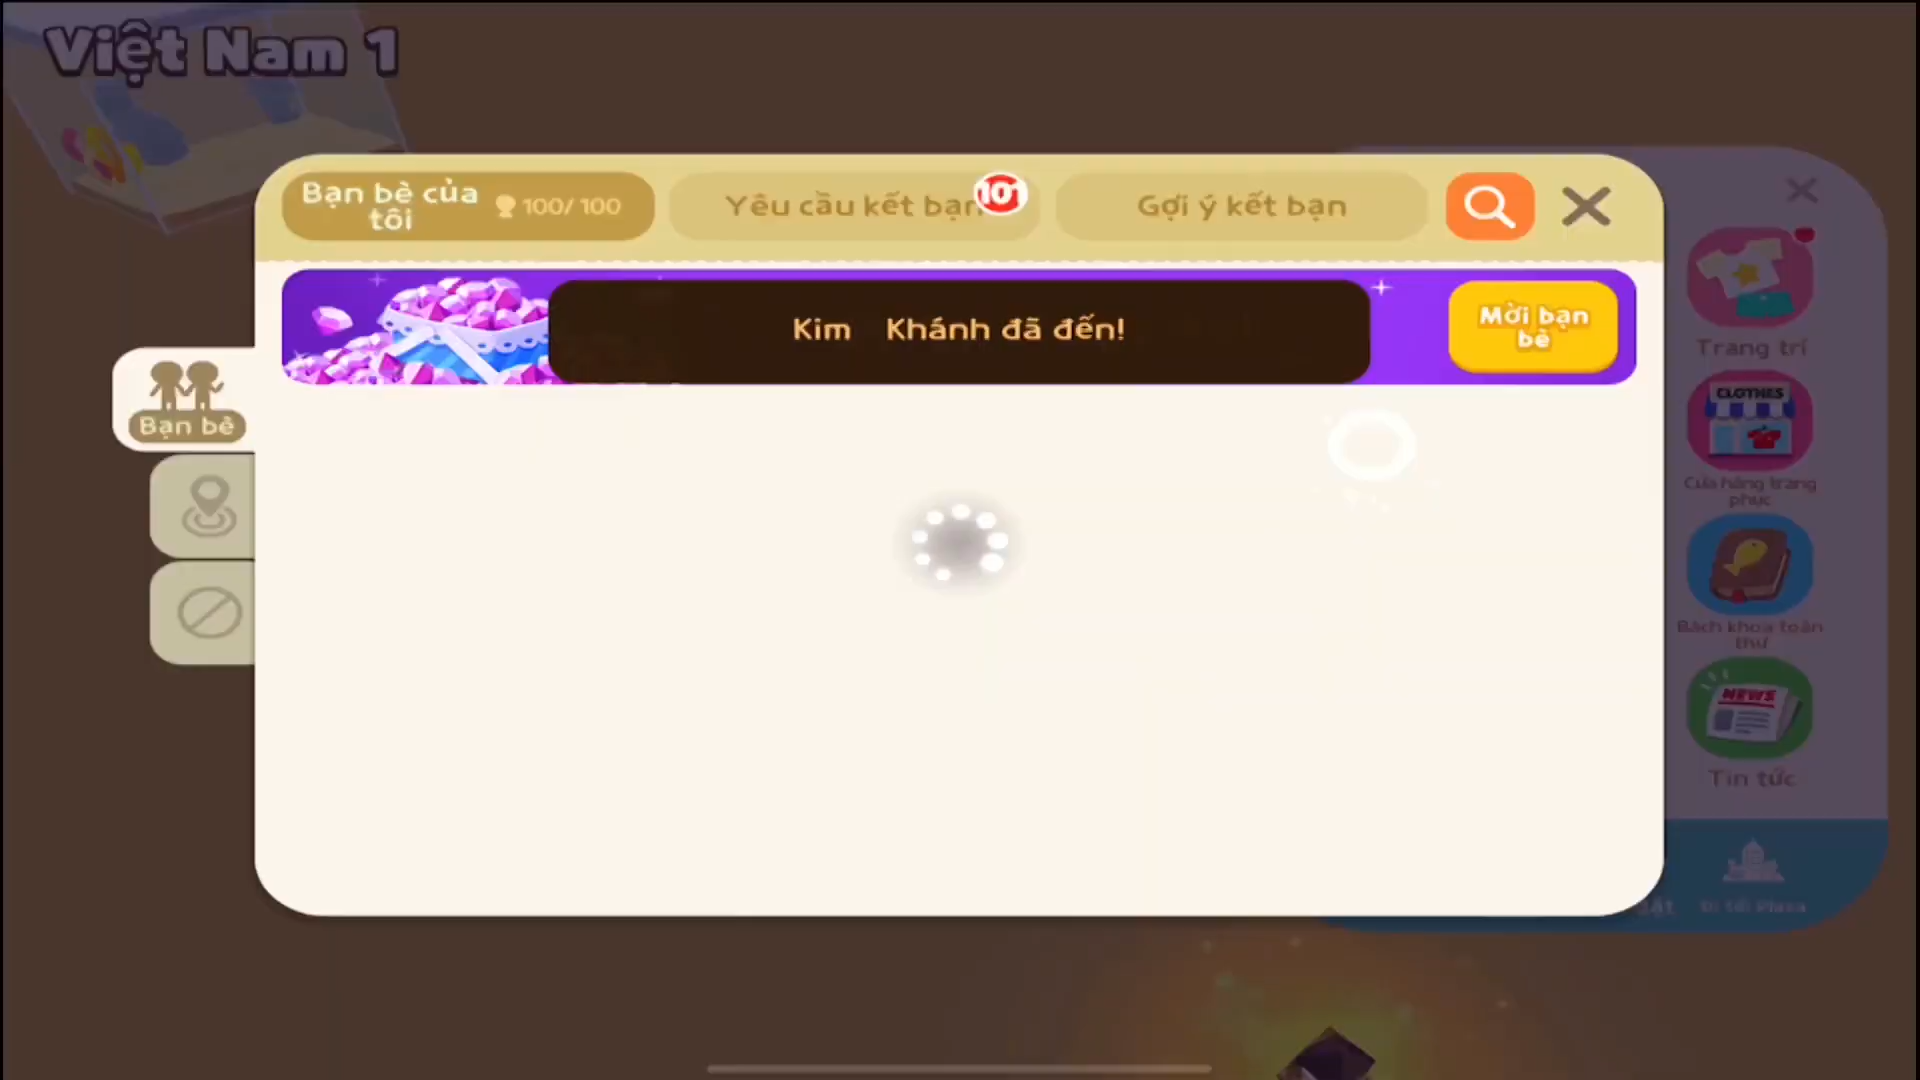 Việt Nam 1
Bạn bè của
tôi
100/ 100
Yêu cầu kết bạn
101
Gợi ý kết bạn
Kim Khánh đã đến!
Mời bạn
bè
Bạn bè
Trang trí
CLOTHES
Cửa hàng trang
phục
Bách khoa toàn
thư
NEWS
Tin tức